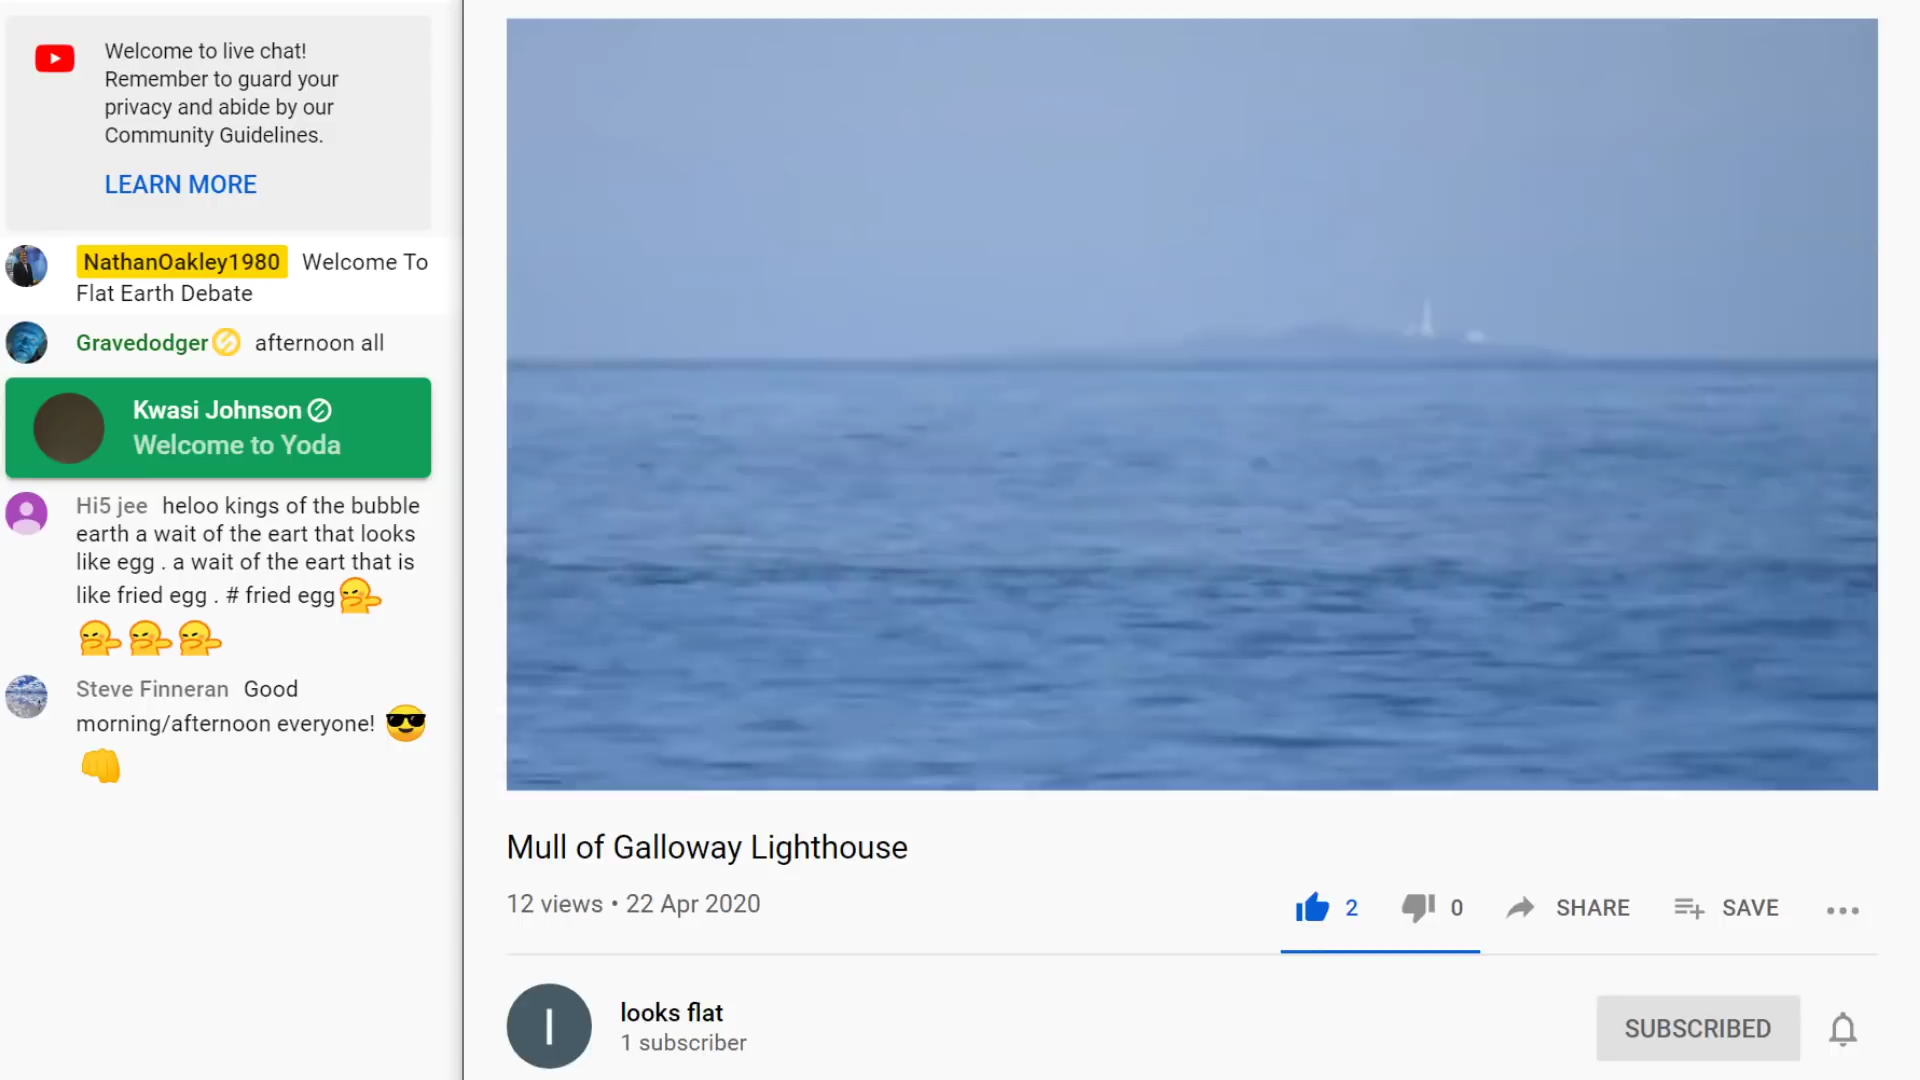 Welcome to live chat!
Remember to guard your
privacy and abide by our
Community Guidelines.
LEARN MORE
NathanOakley1980 Welcome To
Flat Earth Debate
Gravedodger afternoon all
Kwasi Johnson
Welcome to Yoda
Hi5 jee heloo kings of the bubble
earth a wait of the eart that looks
like egg . a wait of the eart that is
like fried egg . # fried egg
Steve Finneran Good
morning/afternoon everyone!
Mull of Galloway Lighthouse
12 views • 22 Apr 2020
2 0 SHARE SAVE
l
looks flat
1 subscriber
SUBSCRIBED